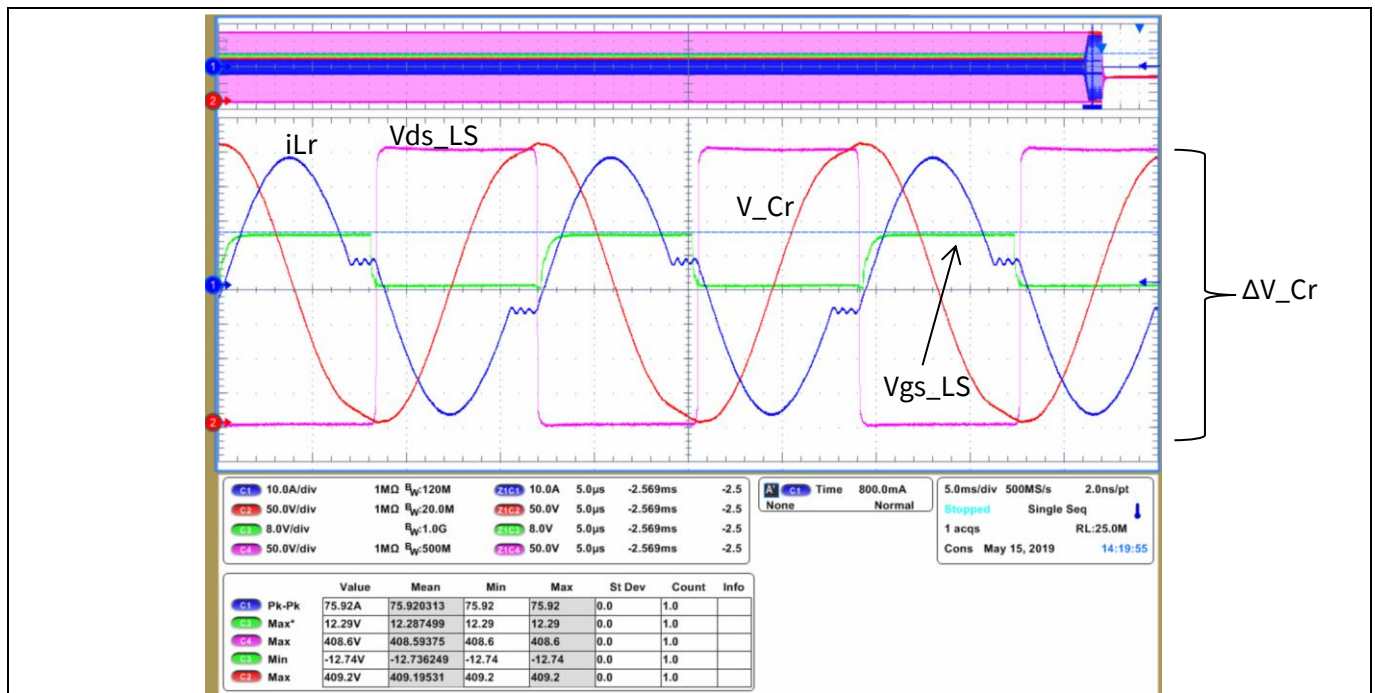 1
2
iLr
Vds_LS
V_Cr
1
ΔV_Cr
Vgs_LS
2
C1 10.0A/div 1MΩ BW:120M Z1C1 10.0A 5.0µs -2.569ms -2.5
C2 50.0V/div 1MΩ BW:20.0M Z1C2 50.0V 5.0µs -2.569ms -2.5
C3 8.0V/div BW:1.0G Z1C3 8.0V 5.0µs -2.569ms -2.5
C4 50.0V/div 1MΩ BW:500M Z1C4 50.0V 5.0µs -2.569ms -2.5
A' C1 Time 800.0mA
None Normal
5.0ms/div 500MS/s 2.0ns/pt
Stopped Single Seq
1 acqs RL:25.0M
Cons May 15, 2019 14:19:55
Value Mean Min Max St Dev Count Info
C1 Pk-Pk 75.92A 75.920313 75.92 75.92 0.0 1.0
C3 Max* 12.29V 12.287499 12.29 12.29 0.0 1.0
C4 Max 408.6V 408.59375 408.6 408.6 0.0 1.0
C3 Min -12.74V -12.736249 -12.74 -12.74 0.0 1.0
C2 Max 409.2V 409.19531 409.2 409.2 0.0 1.0